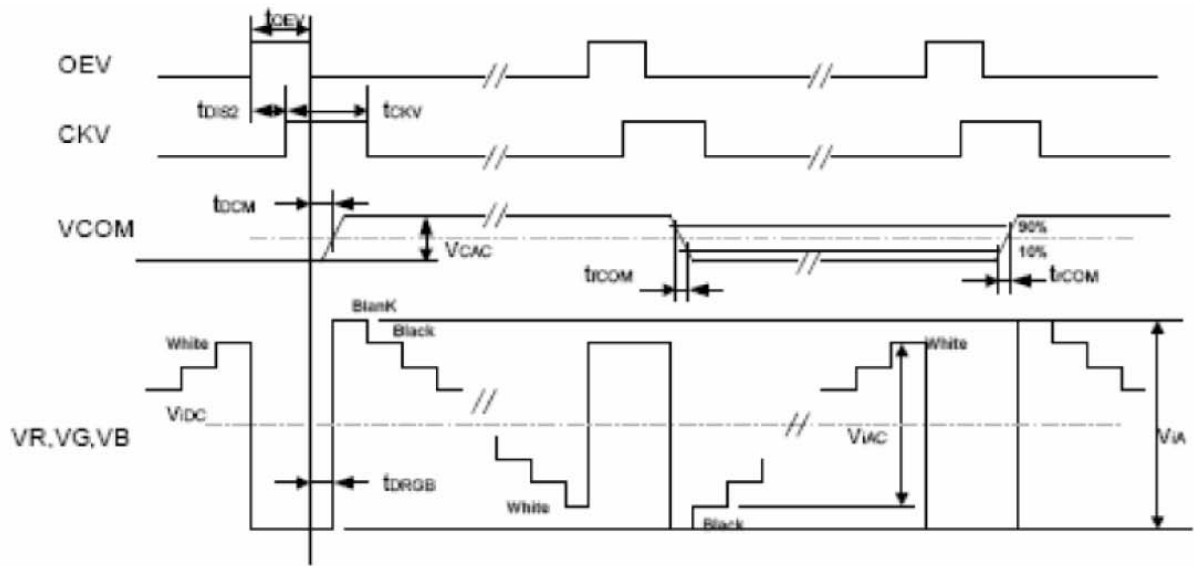 tOEV
OEV
tDIS2
tCKV
CKV
tDCM
VCOM
VCAC
90%
10%
tfCOM
trCOM
BlanK
Black
White
White
VIDC
VR,VG,VB
VIAC
VIA
tDRGB
White
Black